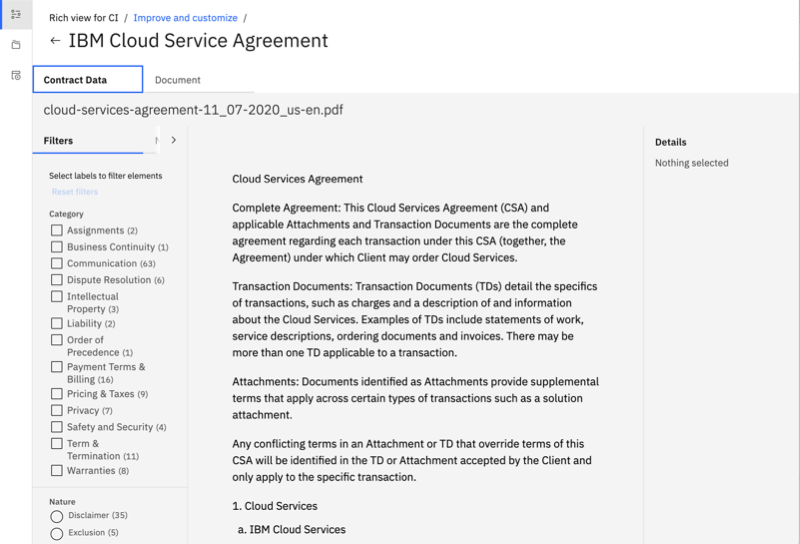 Rich view for CI / Improve and customize /
← IBM Cloud Service Agreement
Contract Data
Document
cloud-services-agreement-11_07-2020_us-en.pdf
Filters
Select labels to filter elements
Reset filters
Category
Assignments (2)
Business Continuity (1)
Communication (63)
Dispute Resolution (6)
Intellectual
Property (3)
Liability (2)
Order of
Precedence (1)
Payment Terms &
Billing (16)
Pricing & Taxes (9)
Privacy (7)
Safety and Security (4)
Term &
Termination (11)
Warranties (8)
Nature
Disclaimer (35)
Exclusion (5)
Cloud Services Agreement
Complete Agreement: This Cloud Services Agreement (CSA) and
applicable Attachments and Transaction Documents are the complete
agreement regarding each transaction under this CSA (together, the
Agreement) under which Client may order Cloud Services.
Transaction Documents: Transaction Documents (TDs) detail the specifics
of transactions, such as charges and a description of and information
about the Cloud Services. Examples of TDs include statements of work,
service descriptions, ordering documents and invoices. There may be
more than one TD applicable to a transaction.
Attachments: Documents identified as Attachments provide supplemental
terms that apply across certain types of transactions such as a solution
attachment.
Any conflicting terms in an Attachment or TD that override terms of this
CSA will be identified in the TD or Attachment accepted by the Client and
only apply to the specific transaction.
1. Cloud Services
a. IBM Cloud Services
Details
Nothing selected